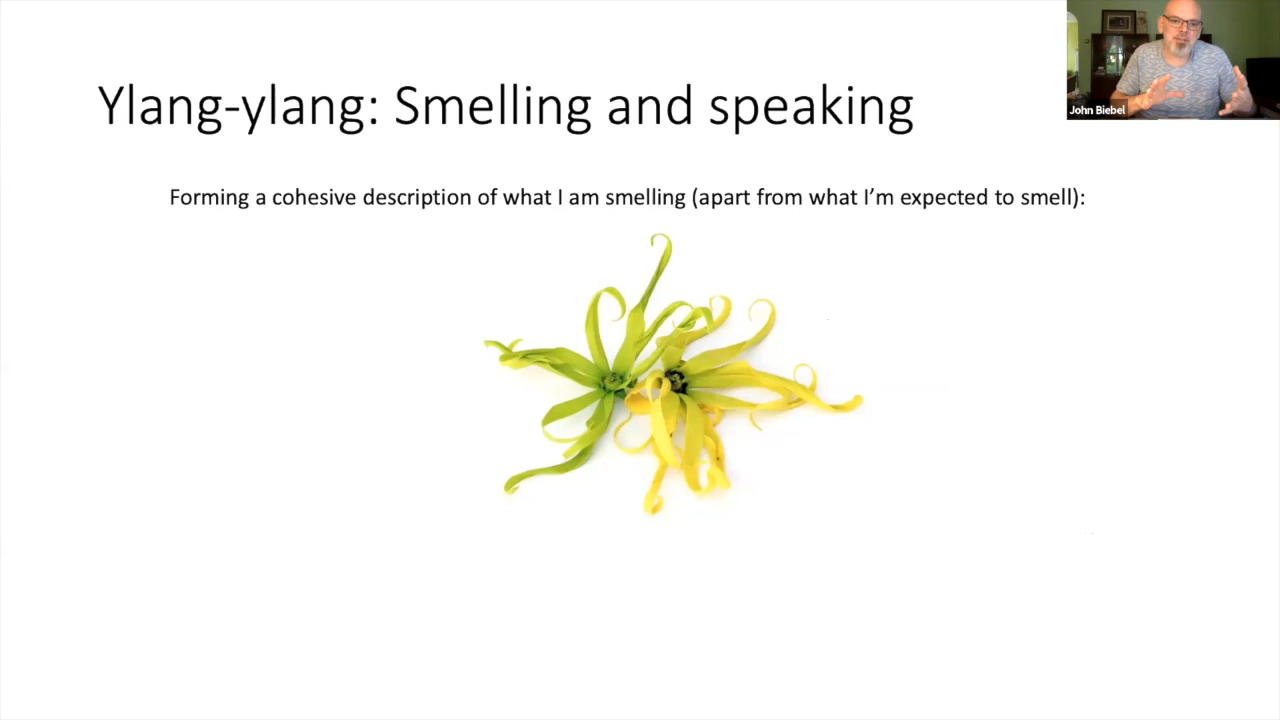 Ylang-ylang: Smelling and speaking
Forming a cohesive description of what I am smelling (apart from what I’m expected to smell):
John Biebel